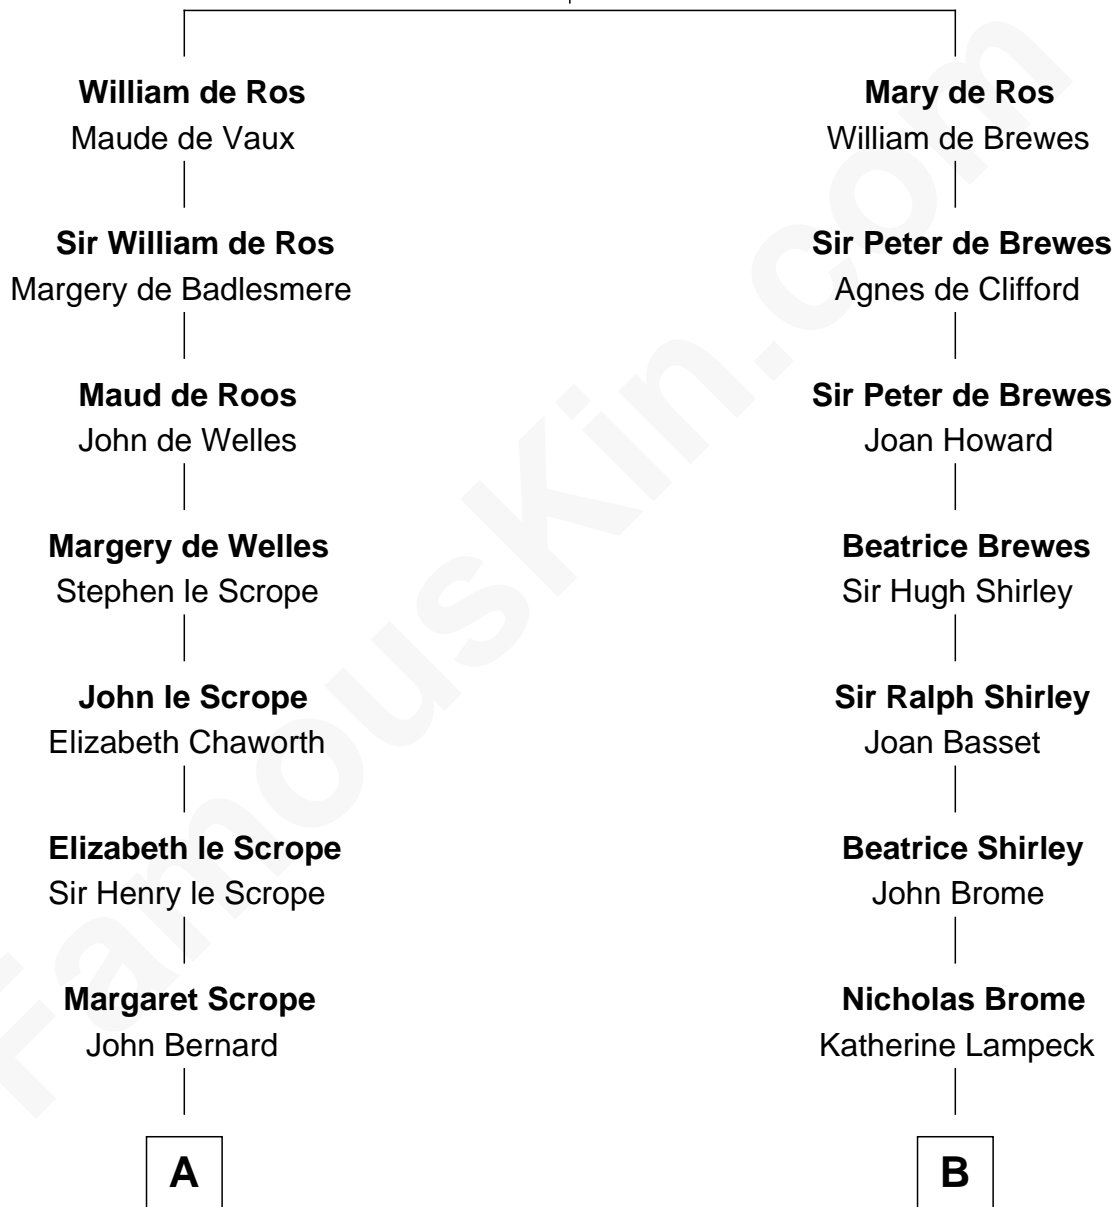 William de Ros
Maude de Vaux
Sir William de Ros
Margery de Badlesmere
Maud de Roos
John de Welles
Margery de Welles
Stephen le Scrope
John le Scrope
Elizabeth Chaworth
Elizabeth le Scrope
Sir Henry le Scrope
Margaret Scrope
John Bernard
A
Mary de Ros
William de Brewes
Sir Peter de Brewes
Agnes de Clifford
Sir Peter de Brewes
Joan Howard
Beatrice Brewes
Sir Hugh Shirley
Sir Ralph Shirley
Joan Basset
Beatrice Shirley
John Brome
Nicholas Brome
Katherine Lampeck
B
FamousKin.com